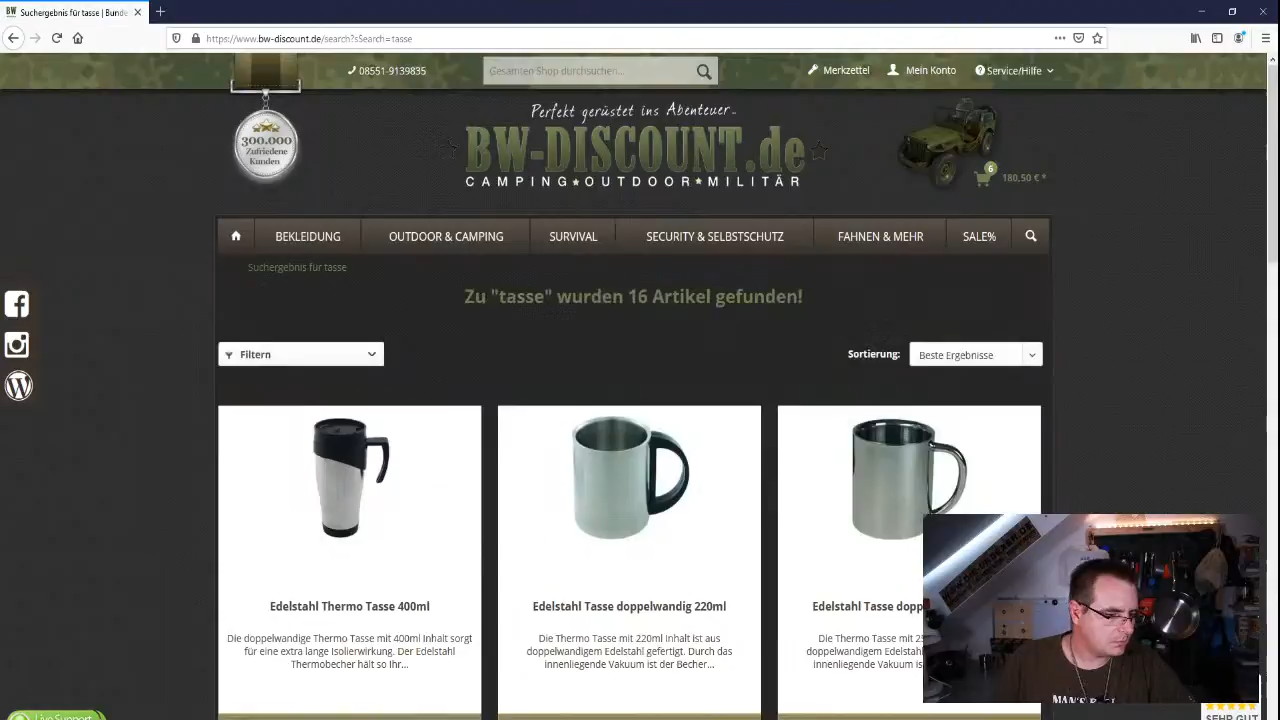 Suchergebnis für tasse | Bunde
https://www.bw-discount.de/search?sSearch=tasse
08551-9139835
Gesamten Shop durchsuchen...
Merkzettel
Mein Konto
Service/Hilfe
300.000
Zufriedene
Kunden
Perfekt gerüstet ins Abenteuer...
BW-DISCOUNT.de
CAMPING★OUTDOOR★MILITÄR
6
180,50 € *
BEKLEIDUNG
OUTDOOR & CAMPING
SURVIVAL
SECURITY & SELBSTSCHUTZ
FAHNEN & MEHR
SALE%
Suchergebnis für tasse
Zu "tasse" wurden 16 Artikel gefunden!
Filtern
Sortierung:
Beste Ergebnisse
Edelstahl Thermo Tasse 400ml
Die doppelwandige Thermo Tasse mit 400ml Inhalt sorgt
für eine extra lange Isolierwirkung. Der Edelstahl
Thermobecher hält so Ihr...
Edelstahl Tasse doppelwandig 220ml
Die Thermo Tasse mit 220ml Inhalt ist aus
doppelwandigem Edelstahl gefertigt. Durch das
innenliegende Vakuum ist der Becher...
Edelstahl Tasse dopp
Die Thermo Tasse mit 25
doppelwandigem Edelsta
innenliegende Vakuum is
Live Support
SEHR GUT